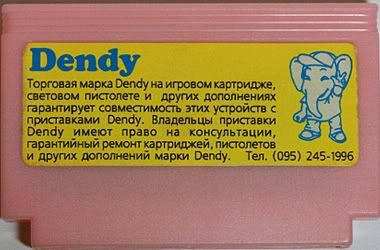 Dendy
Торговая марка Dendy на игровом картридже,
световом пистолете и других дополнениях
гарантирует совместимость этих устройств с
приставками Dendy. Владельцы приставки
Dendy имеют право на консультации,
гарантийный ремонт картриджей, пистолетов
и других дополнений марки Dendy. Тел. (095) 245-1996